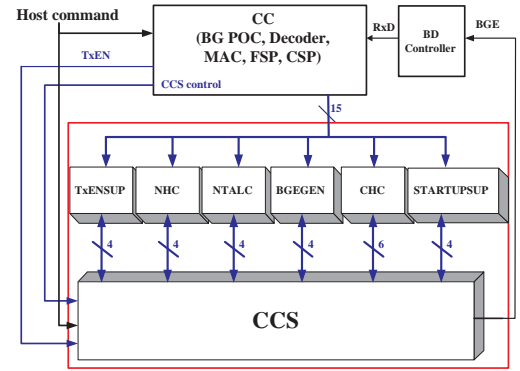 Host command
CC
(BG POC, Decoder,
MAC, FSP, CSP)
RxD
BD
Controller
BGE
TxEN
CCS control
15
TxENSUP
NHC
NTALC
BGEGEN
CHC
STARTUPSUP
4
4
4
4
6
4
CCS